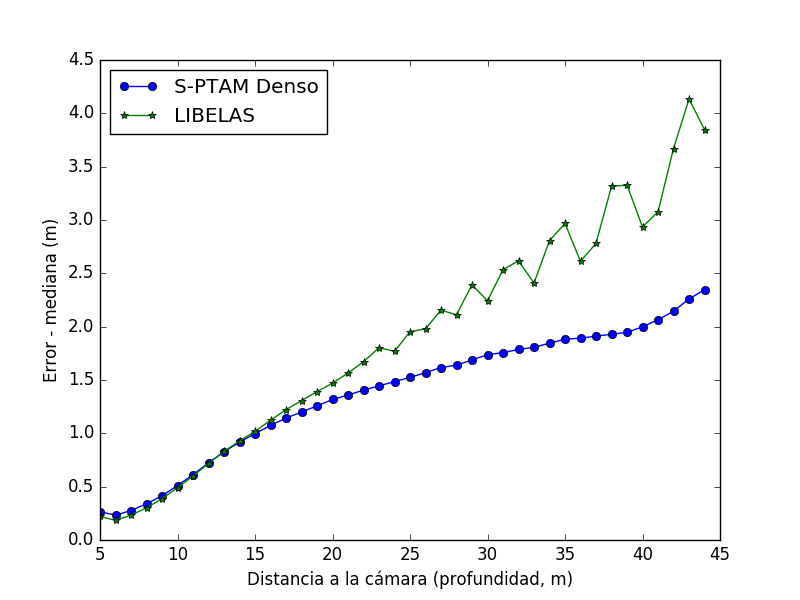 S-PTAM Denso
LIBELAS
Error - mediana (m)
4.5
4.0
3.5
3.0
2.5
2.0
1.5
1.0
0.5
0.0
5 10 15 20 25 30 35 40 45
Distancia a la cámara (profundidad, m)